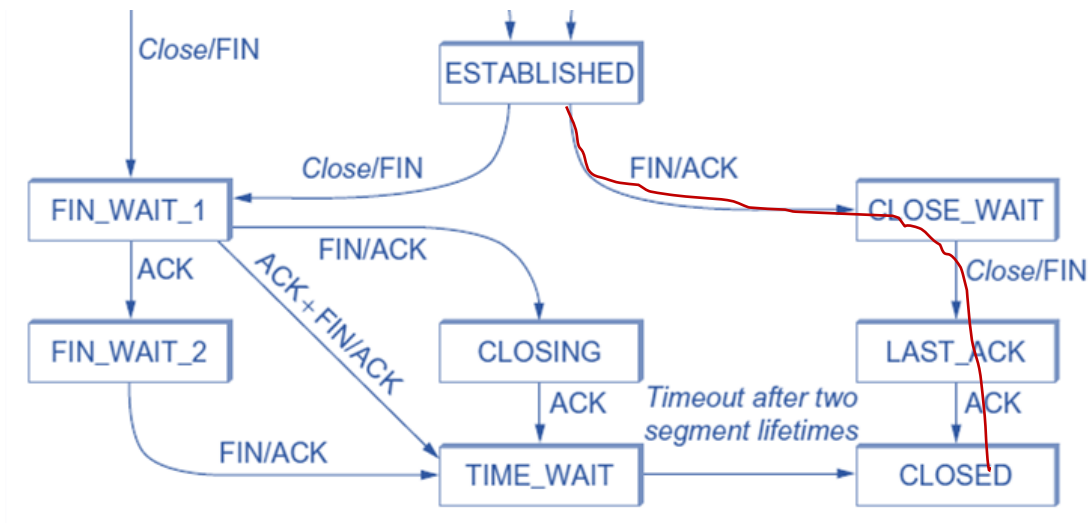 Close/FIN
ESTABLISHED
Close/FIN
FIN/ACK
FIN_WAIT_1
CLOSE_WAIT
FIN/ACK
ACK
ACK + FIN/ACK
Close/FIN
FIN_WAIT_2
CLOSING
LAST_ACK
ACK
Timeout after two
segment lifetimes
ACK
FIN/ACK
TIME_WAIT
CLOSED